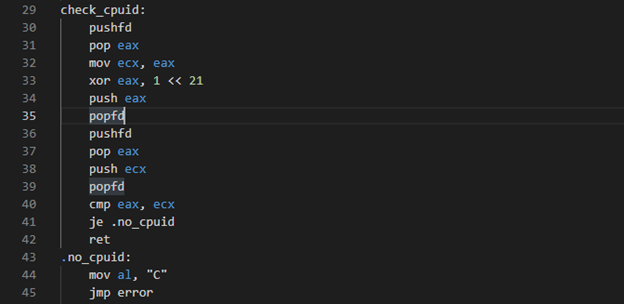 29 check_cpuid:
30 pushfd
31 pop eax
32 mov ecx, eax
33 xor eax, 1 << 21
34 push eax
35 popfd
36 pushfd
37 pop eax
38 push ecx
39 popfd
40 cmp eax, ecx
41 je .no_cpuid
42 ret
43 .no_cpuid:
44 mov al, "C"
45 jmp error